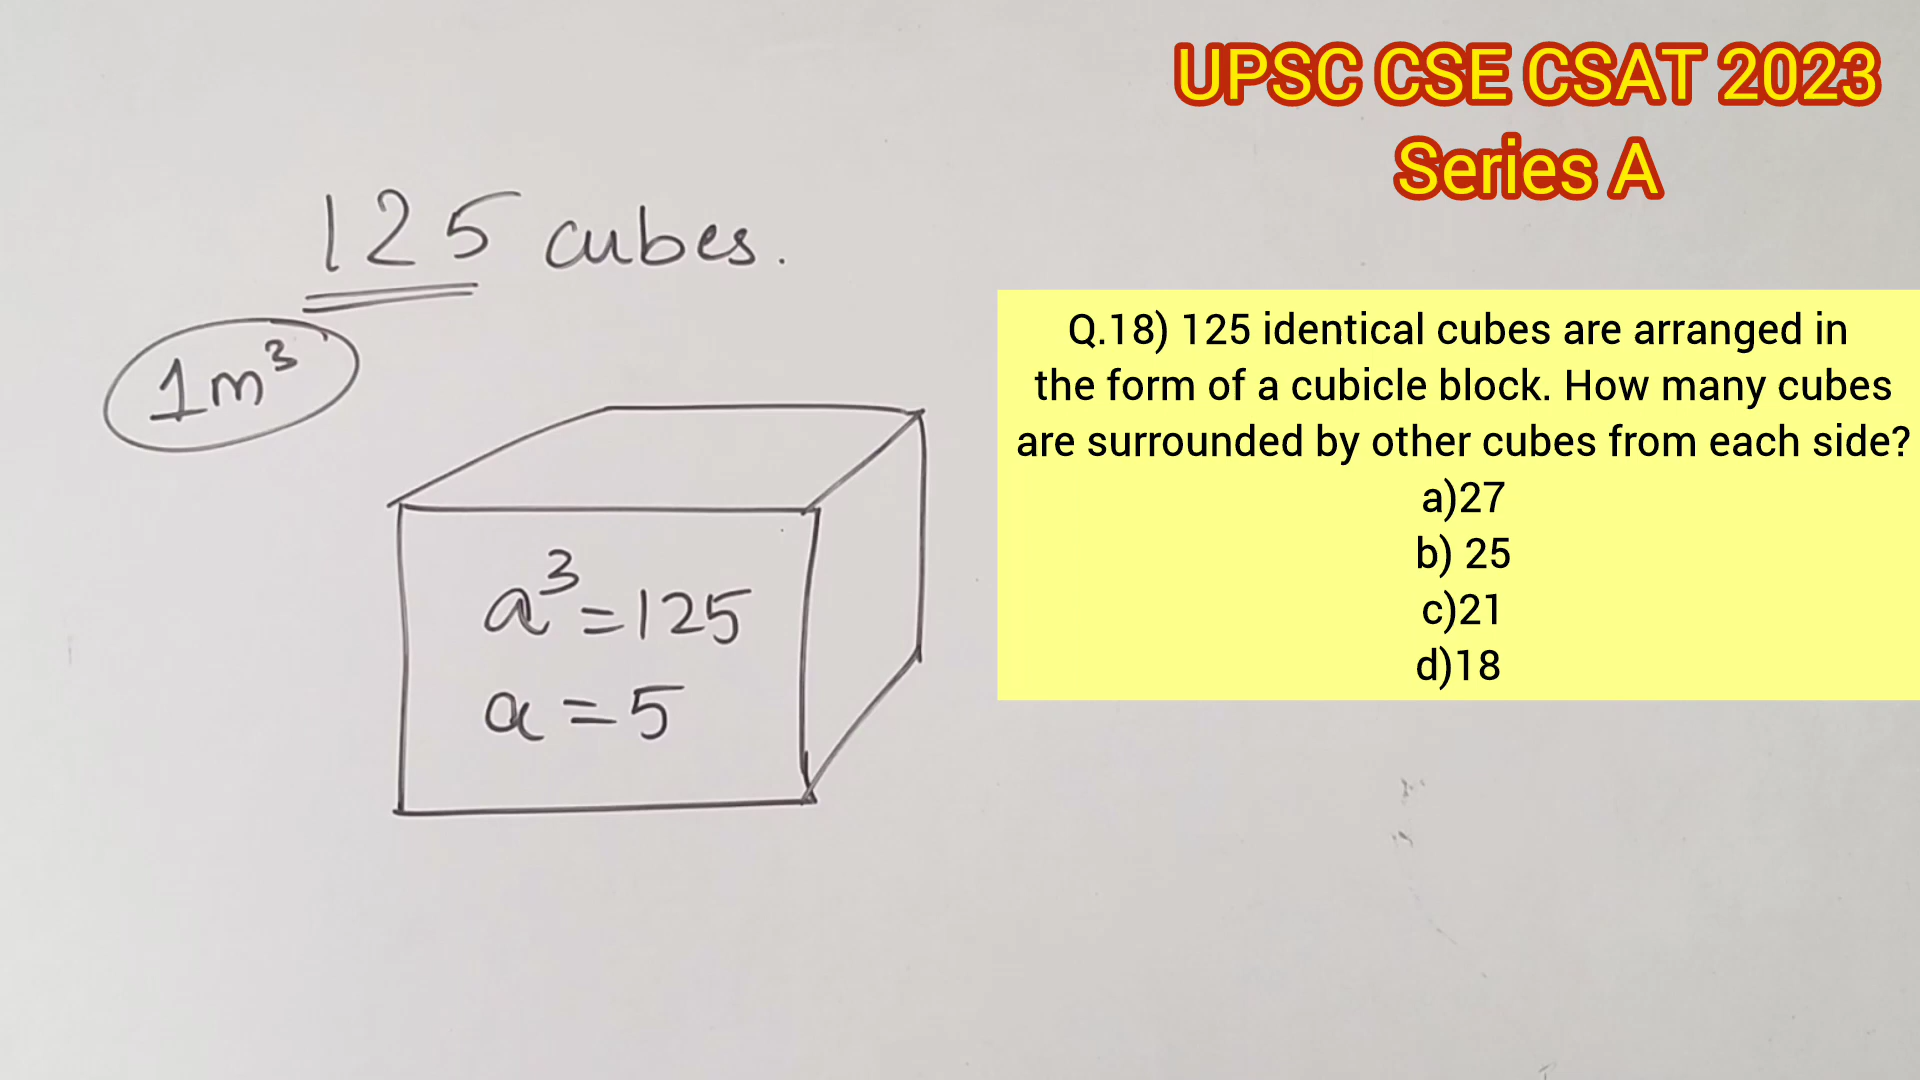 UPSC CSE CSAT 2023
Series A
125 cubes.
1m³
a³=125
a=5
Q.18) 125 identical cubes are arranged in
the form of a cubicle block. How many cubes
are surrounded by other cubes from each side?
a)27
b) 25
c)21
d)18